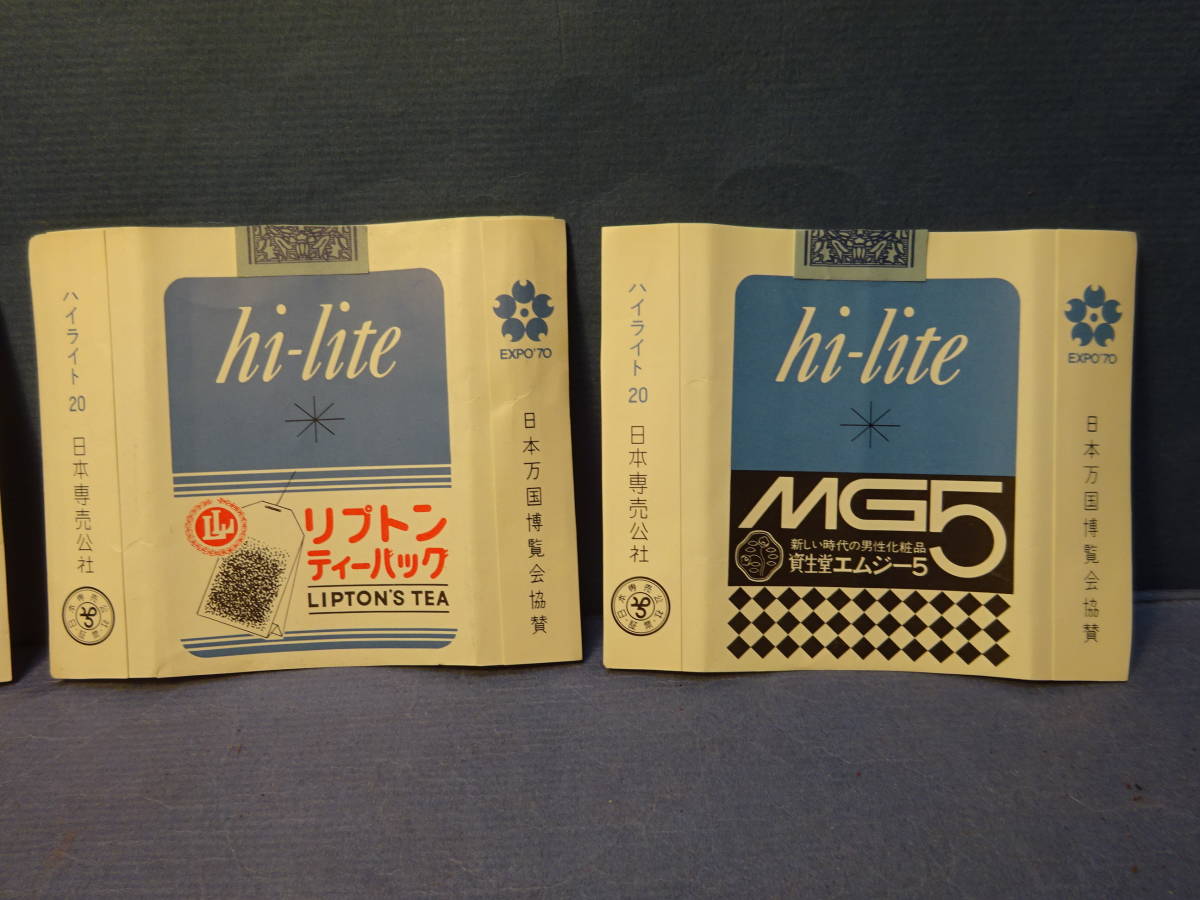 ハイライト 20 日本専売公社
hi-lite
LLY
リプトン
ティーバッグ
LIPTON'S TEA
EXPO'70
日本万国博覧会協賛
ハイライト 20 日本専売公社
hi-lite
MG5
新しい時代の男性化粧品
資生堂エムジー5
EXPO'70
日本万国博覧会協賛